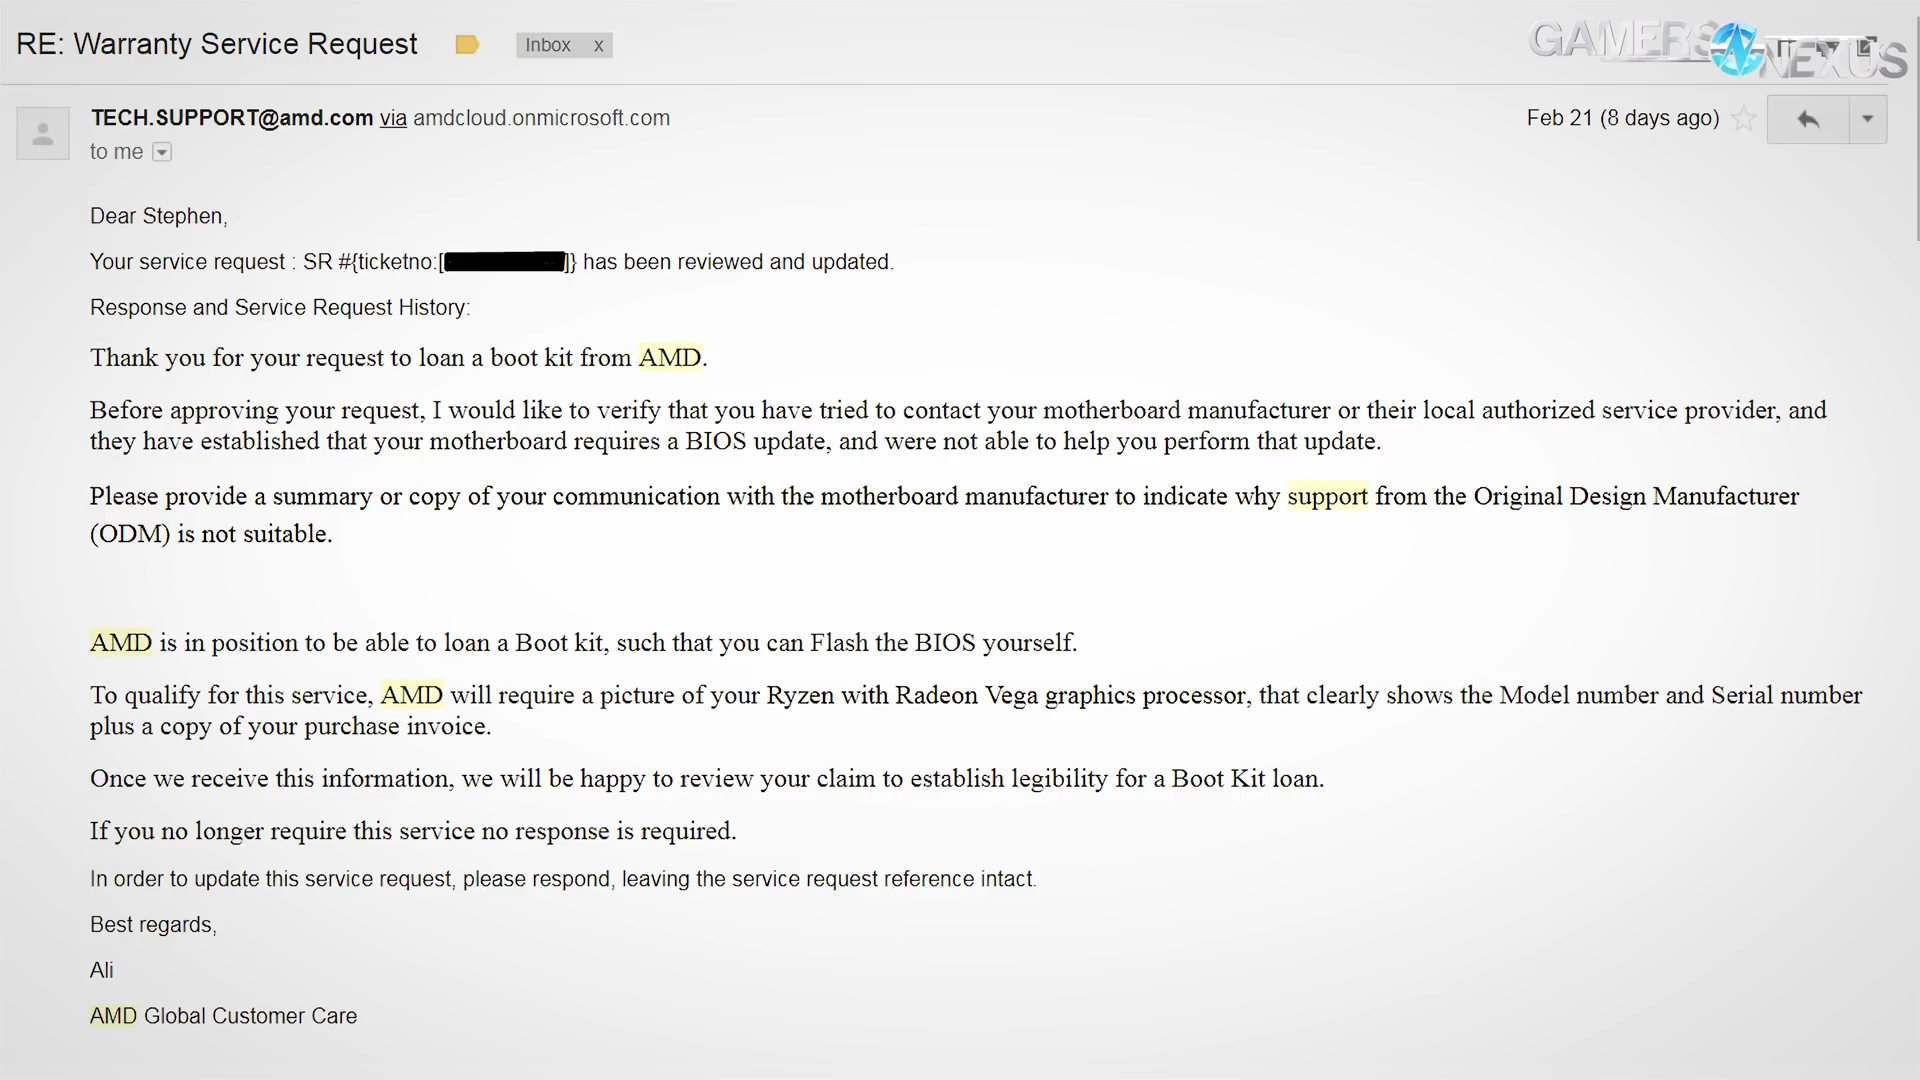 RE: Warranty Service Request
Inbox x
GAMERS NEXUS
TECH.SUPPORT@amd.com via amdcloud.onmicrosoft.com
Feb 21 (8 days ago)
to me
Dear Stephen,
Your service request : SR #{ticketno:[ ]} has been reviewed and updated.
Response and Service Request History:
Thank you for your request to loan a boot kit from AMD.
Before approving your request, I would like to verify that you have tried to contact your motherboard manufacturer or their local authorized service provider, and
they have established that your motherboard requires a BIOS update, and were not able to help you perform that update.
Please provide a summary or copy of your communication with the motherboard manufacturer to indicate why support from the Original Design Manufacturer
(ODM) is not suitable.
AMD is in position to be able to loan a Boot kit, such that you can Flash the BIOS yourself.
To qualify for this service, AMD will require a picture of your Ryzen with Radeon Vega graphics processor, that clearly shows the Model number and Serial number
plus a copy of your purchase invoice.
Once we receive this information, we will be happy to review your claim to establish legibility for a Boot Kit loan.
If you no longer require this service no response is required.
In order to update this service request, please respond, leaving the service request reference intact.
Best regards,
Ali
AMD Global Customer Care